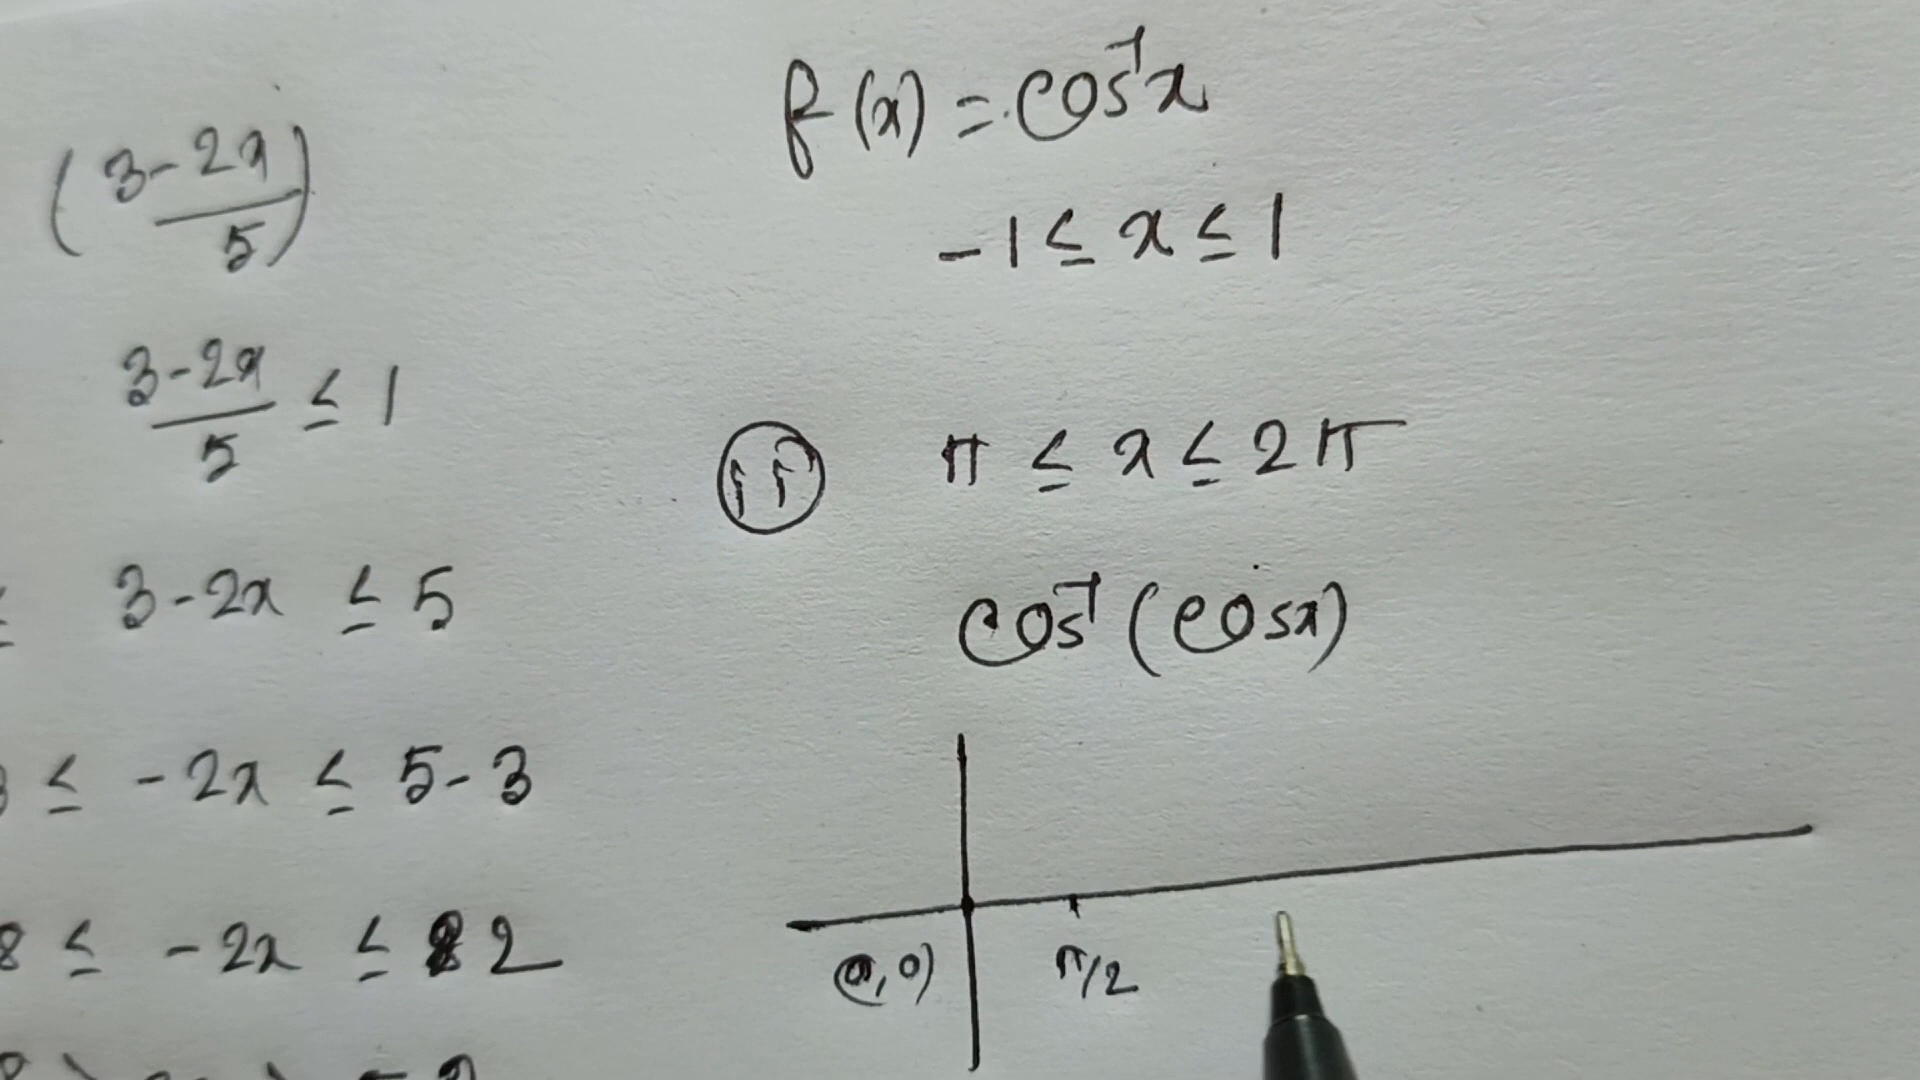 (3-2x/5)
3-2x/5 ≤ 1
3-2x ≤ 5
≤ -2x ≤ 5-3
8 ≤ -2x ≤ 2
f(x) = cos⁻¹x
-1 ≤ x ≤ 1
ii π ≤ x ≤ 2π
cos⁻¹(cosx)
(0,0) π/2